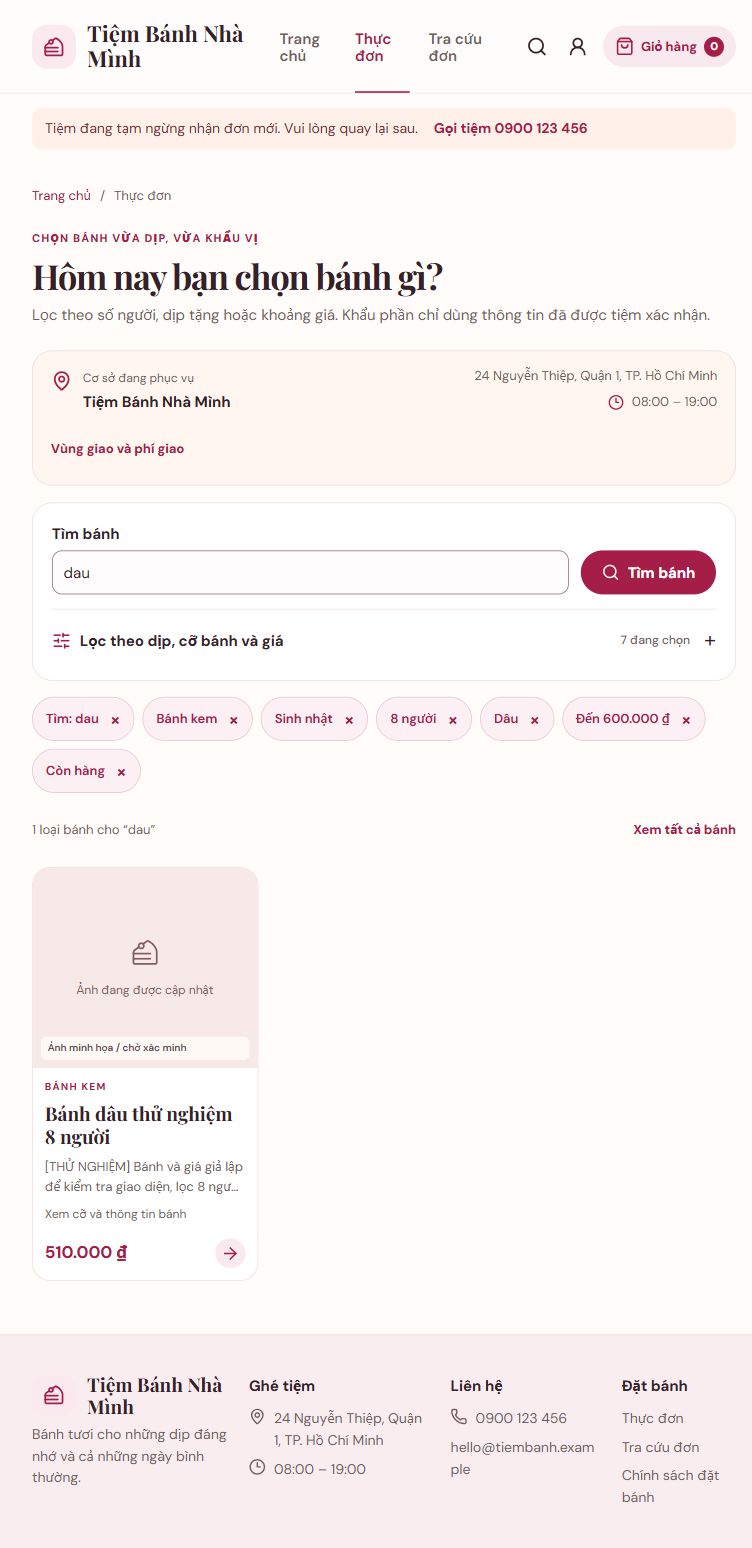 Tiệm Bánh Nhà
Mình
Trang
chủ
Thực
đơn
Tra cứu
đơn
Giỏ hàng 0
Tiệm đang tạm ngừng nhận đơn mới. Vui lòng quay lại sau. Gọi tiệm 0900 123 456
Trang chủ / Thực đơn
CHỌN BÁNH VỪA DỊP, VỪA KHẨU VỊ
Hôm nay bạn chọn bánh gì?
Lọc theo số người, dịp tặng hoặc khoảng giá. Khẩu phần chỉ dùng thông tin đã được tiệm xác nhận.
Cơ sở đang phục vụ
Tiệm Bánh Nhà Mình
24 Nguyễn Thiệp, Quận 1, TP. Hồ Chí Minh
08:00 – 19:00
Vùng giao và phí giao
Tìm bánh
dau
Tìm bánh
Lọc theo dịp, cỡ bánh và giá
7 đang chọn +
Tìm: dau ×
Bánh kem ×
Sinh nhật ×
8 người ×
Dâu ×
Đến 600.000 ₫ ×
Còn hàng ×
1 loại bánh cho “dau”
Xem tất cả bánh
Ảnh đang được cập nhật
Ảnh minh họa / chờ xác minh
BÁNH KEM
Bánh dâu thử nghiệm
8 người
[THỬ NGHIỆM] Bánh và giá giả lập
để kiểm tra giao diện, lọc 8 ngư...
Xem cỡ và thông tin bánh
510.000 ₫
Tiệm Bánh Nhà
Mình
Bánh tươi cho những dịp đáng
nhớ và cả những ngày bình
thường.
Ghé tiệm
24 Nguyễn Thiệp, Quận
1, TP. Hồ Chí Minh
08:00 – 19:00
Liên hệ
0900 123 456
hello@tiembanh.exam
ple
Đặt bánh
Thực đơn
Tra cứu đơn
Chính sách đặt
bánh